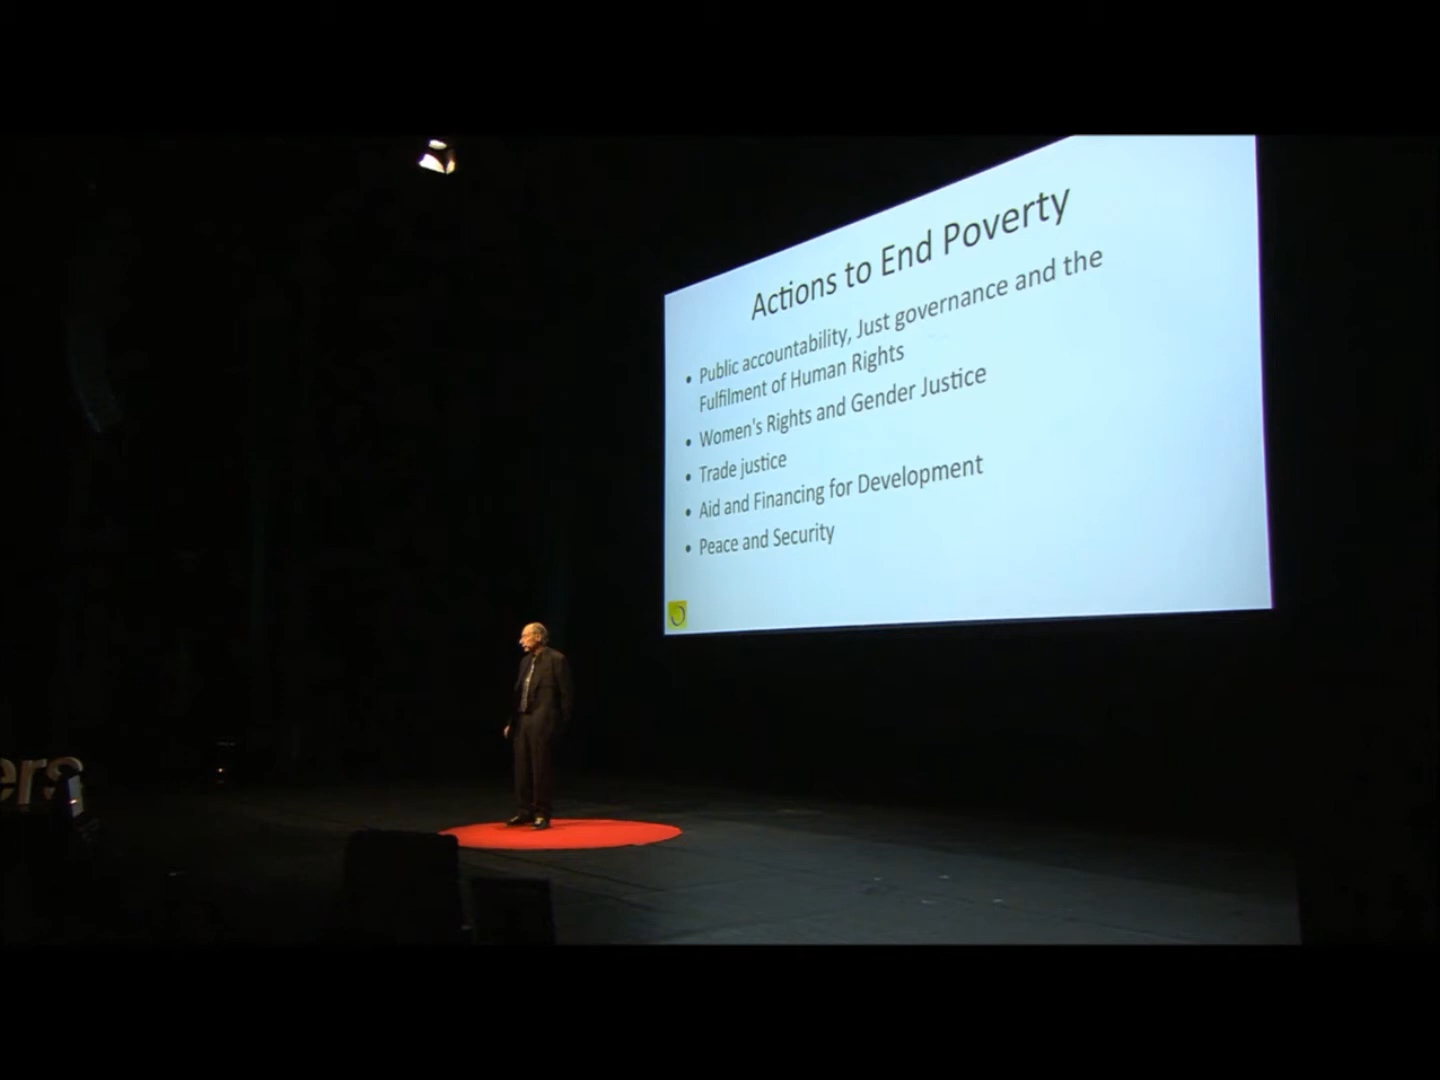 Actions to End Poverty
• Public accountability, Just governance and the
Fulfilment of Human Rights
• Women's Rights and Gender Justice
• Trade justice
• Aid and Financing for Development
• Peace and Security
ers